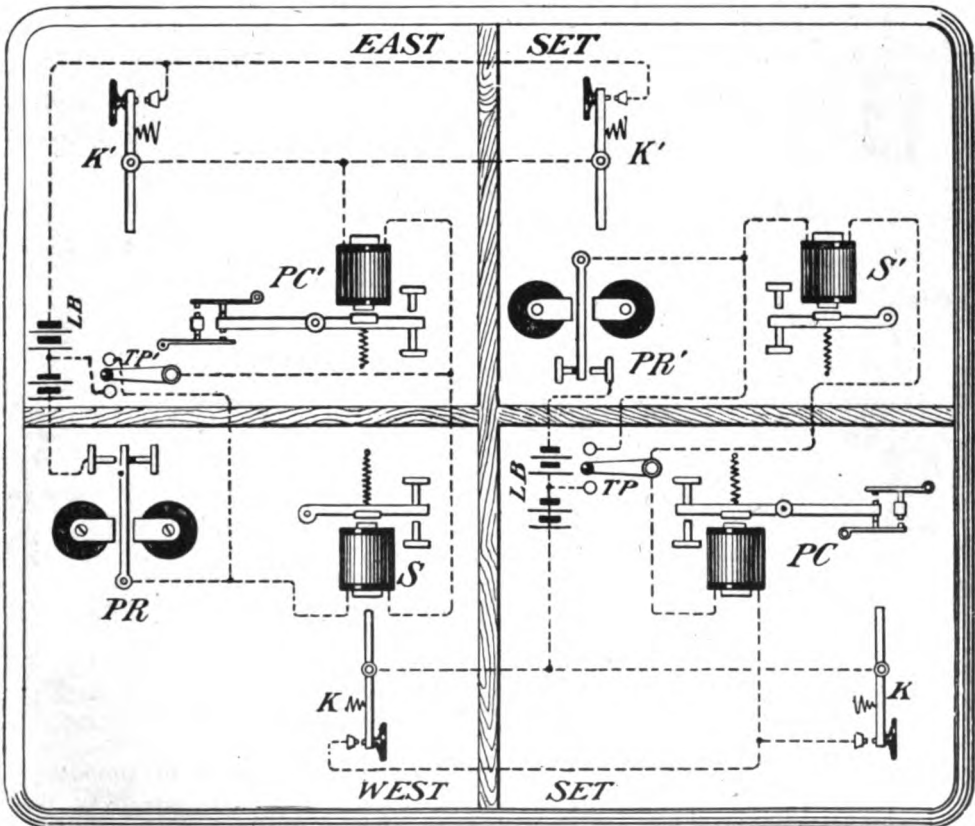 EAST SET
K' K'
PC' S'
LB TP' PR'
LB TP PC
PR S
K K
WEST SET